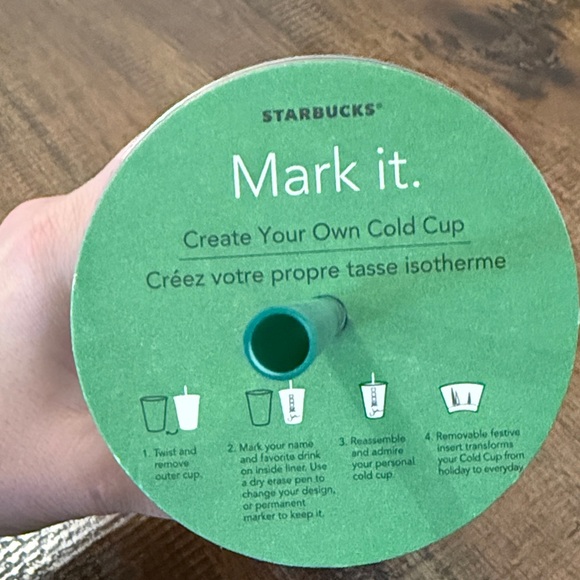 STARBUCKS®
Mark it.
Create Your Own Cold Cup
Créez votre propre tasse isotherme
1. Twist and
remove
outer cup.
2. Mark your name
and favorite drink
on inside liner. Use
a dry erase pen to
change your design,
or permanent
marker to keep it.
3. Reassemble
and admire
your personal
cold cup.
4. Removable festive
insert transforms
your Cold Cup from
holiday to everyday.